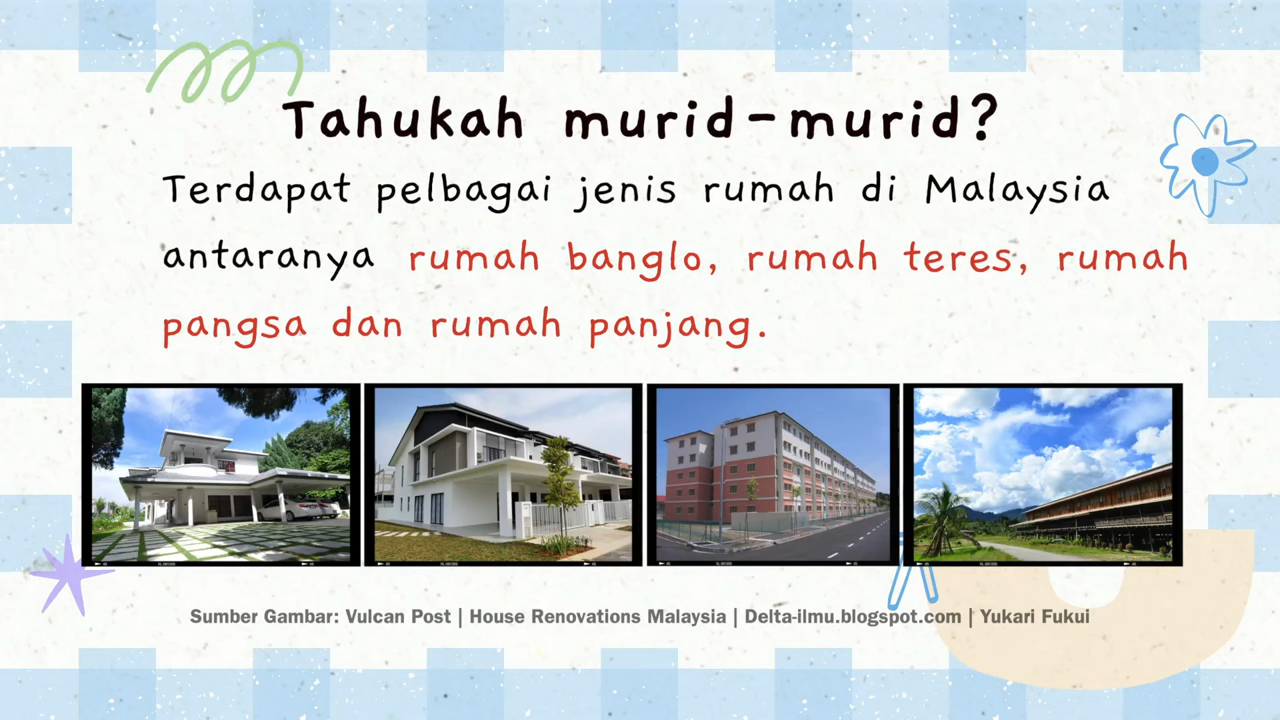 Tahukah murid-murid?
Terdapat pelbagai jenis rumah di Malaysia
antaranya rumah banglo, rumah teres, rumah
pangsa dan rumah panjang.
Sumber Gambar: Vulcan Post | House Renovations Malaysia | Delta-ilmu.blogspot.com | Yukari Fukui